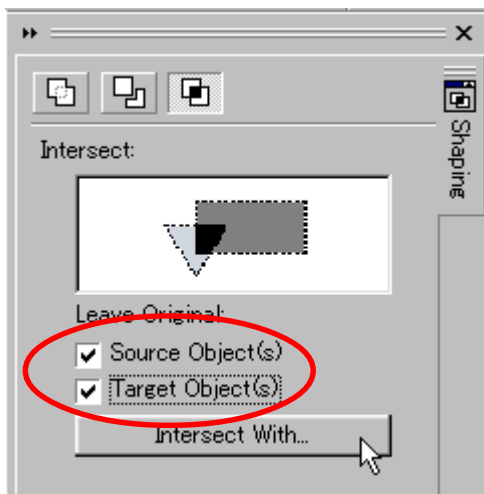 Shaping
Intersect:
Leave Original:
Source Object(s)
Target Object(s)
Intersect With...